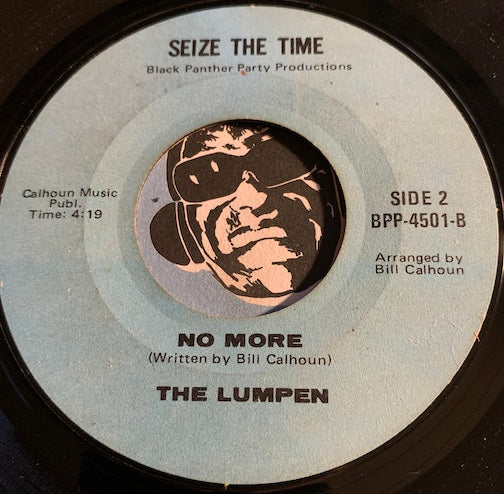 SEIZE THE TIME
Black Panther Party Productions
Calhoun Music
Publ.
Time: 4:19
SIDE 2
BPP-4501-B
Arranged by
Bill Calhoun
NO MORE
(Written by Bill Calhoun)
THE LUMPEN